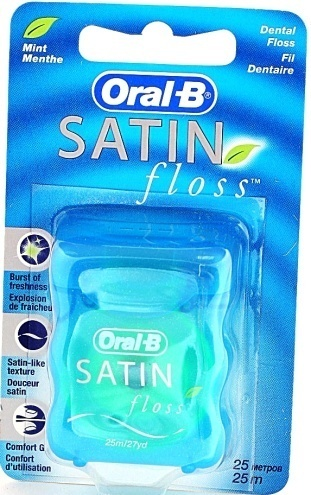 Mint
Menthe
Dental
Floss
Fil
Dentaire
Oral-B®
SATIN
floss™
Burst of
freshness
Explosion
de fraîcheur
Satin-like
texture
Douceur
satin
Comfort G
Confort
d'utilisation
Oral-B
SATIN
floss
25m/27yd
25 метров
25 m